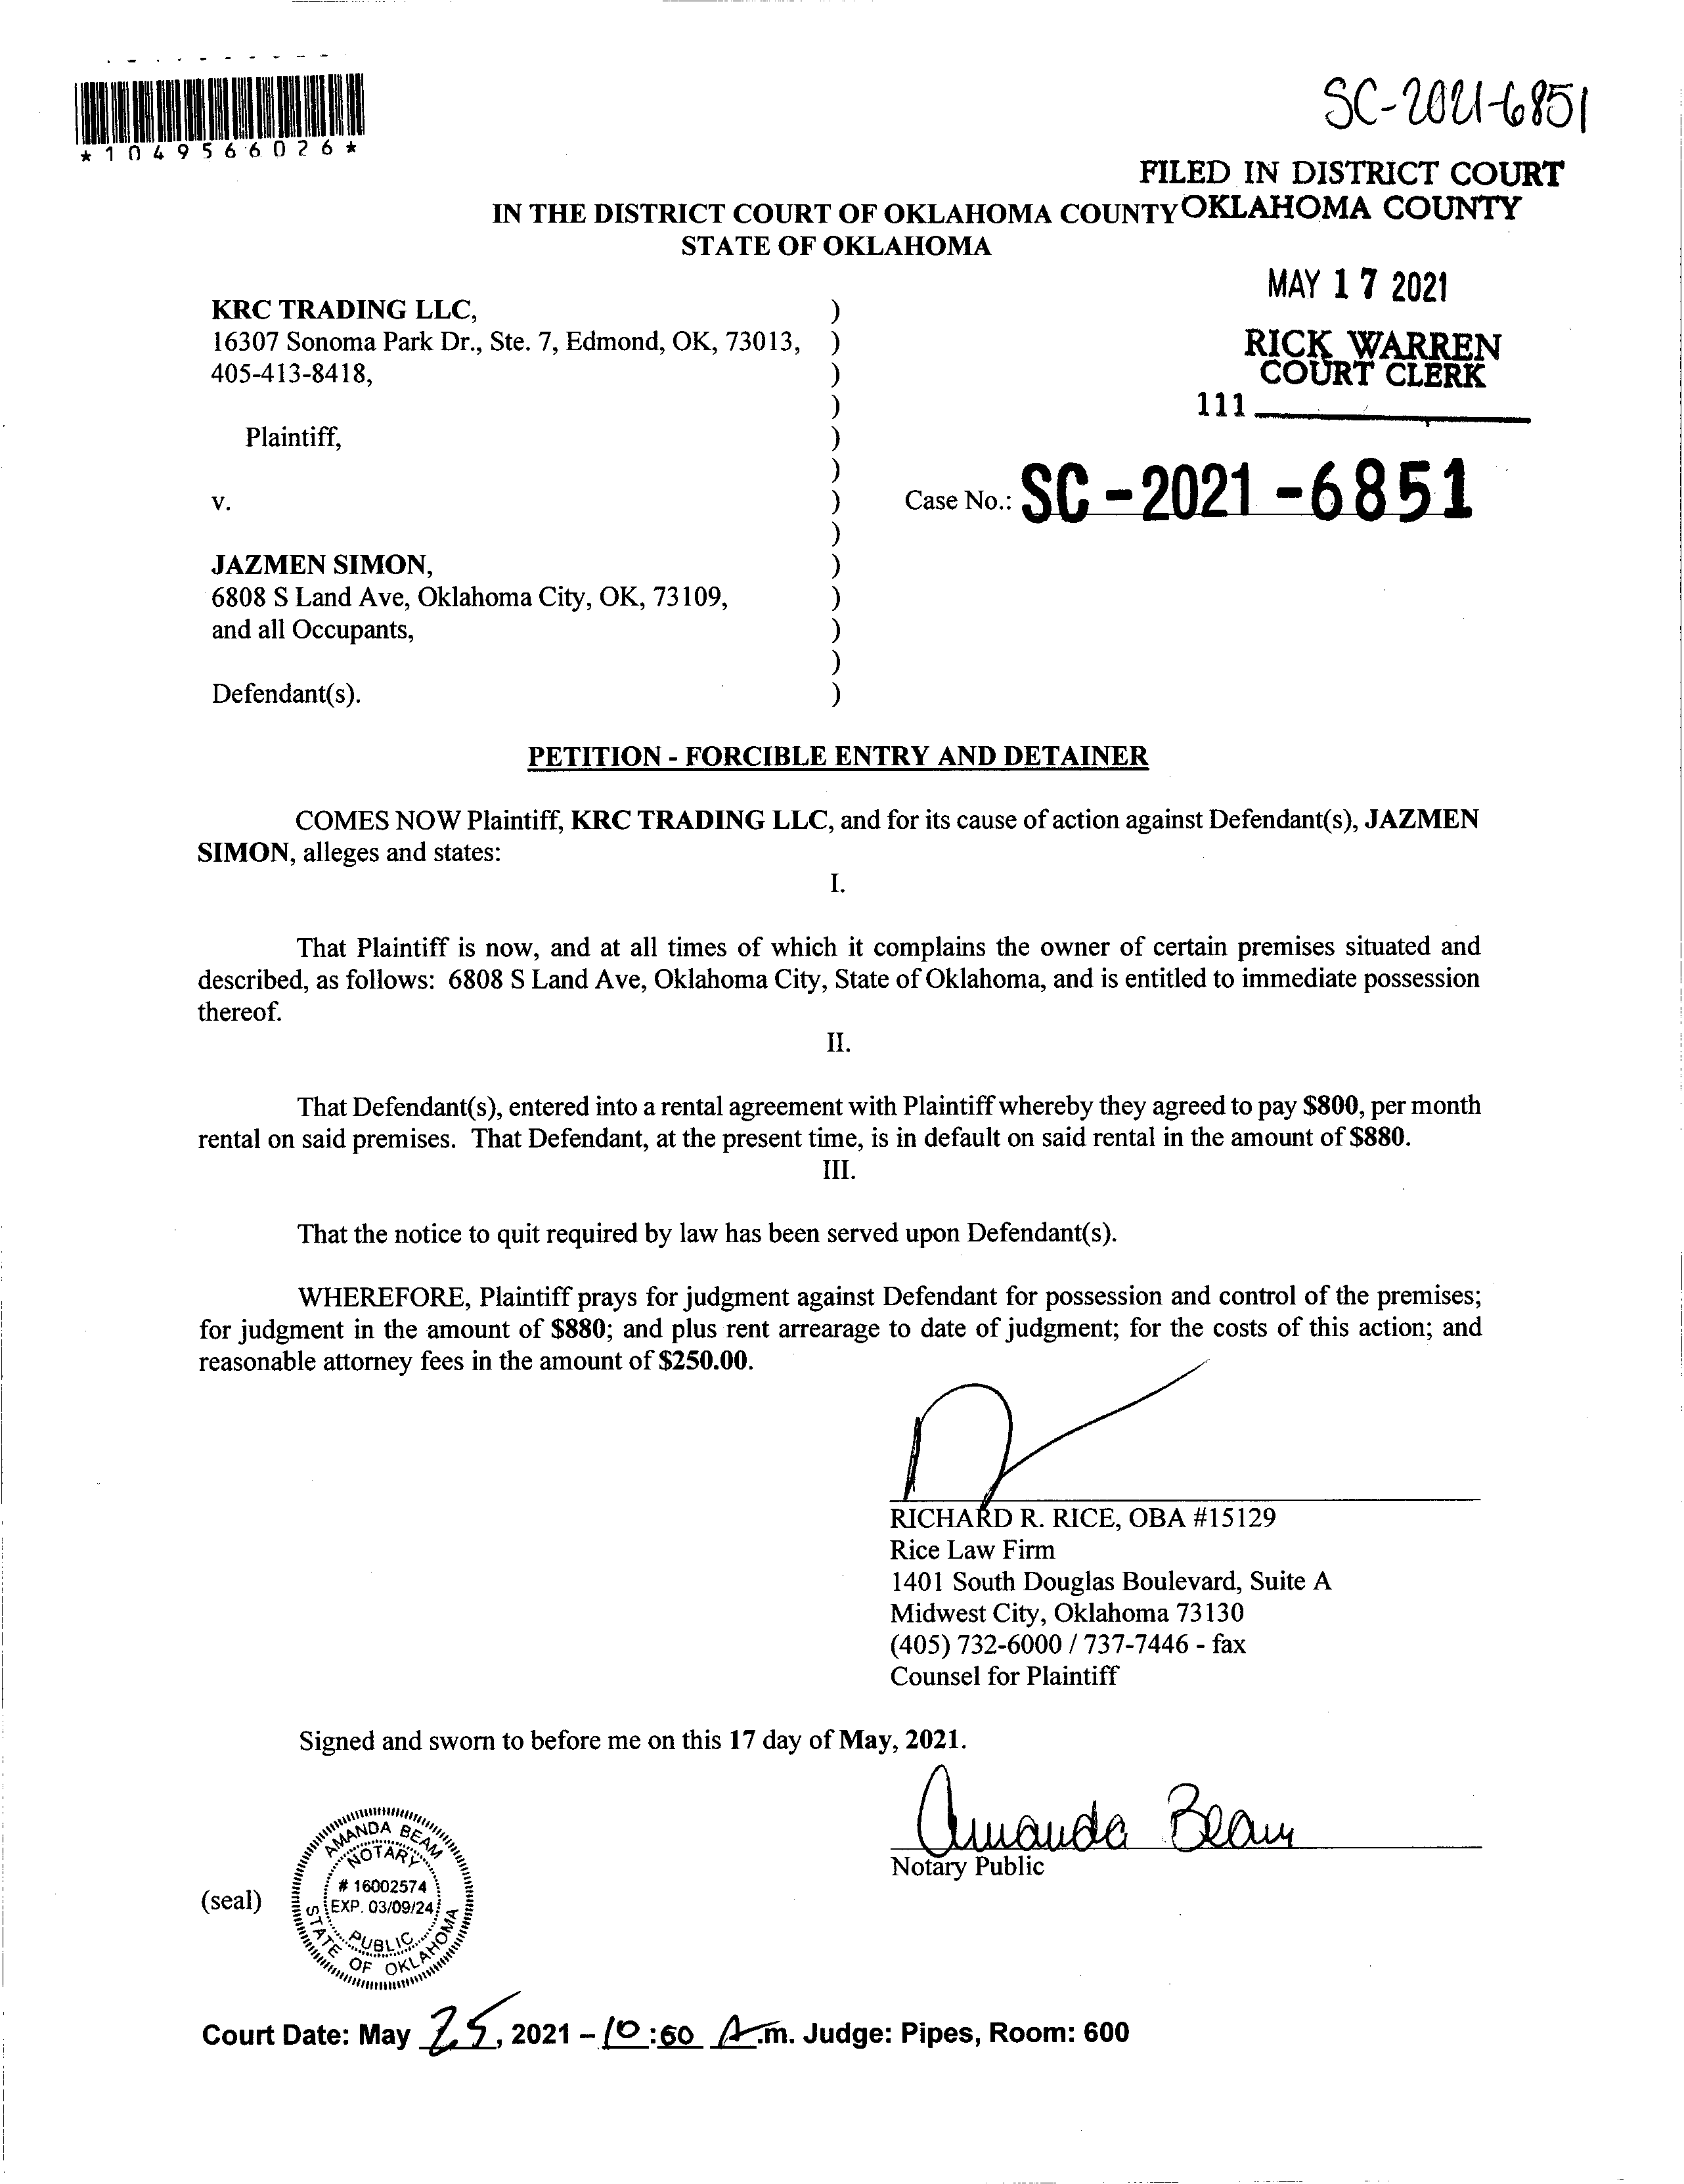 *1049566026*
SC-2021-6851
FILED IN DISTRICT COURT
OKLAHOMA COUNTY
IN THE DISTRICT COURT OF OKLAHOMA COUNTY
STATE OF OKLAHOMA
MAY 17 2021
RICK WARREN
COURT CLERK
111
KRC TRADING LLC, )
16307 Sonoma Park Dr., Ste. 7, Edmond, OK, 73013, )
405-413-8418, )
)
Plaintiff, )
)
v. )
)
Case No.: SC-2021-6851
JAZMEN SIMON, )
6808 S Land Ave, Oklahoma City, OK, 73109, )
and all Occupants, )
)
Defendant(s). )
PETITION - FORCIBLE ENTRY AND DETAINER
COMES NOW Plaintiff, KRC TRADING LLC, and for its cause of action against Defendant(s), JAZMEN
SIMON, alleges and states:
I.
That Plaintiff is now, and at all times of which it complains the owner of certain premises situated and
described, as follows: 6808 S Land Ave, Oklahoma City, State of Oklahoma, and is entitled to immediate possession
thereof.
II.
That Defendant(s), entered into a rental agreement with Plaintiff whereby they agreed to pay $800, per month
rental on said premises. That Defendant, at the present time, is in default on said rental in the amount of $880.
III.
That the notice to quit required by law has been served upon Defendant(s).
WHEREFORE, Plaintiff prays for judgment against Defendant for possession and control of the premises;
for judgment in the amount of $880; and plus rent arrearage to date of judgment; for the costs of this action; and
reasonable attorney fees in the amount of $250.00.
RICHARD R. RICE, OBA #15129
Rice Law Firm
1401 South Douglas Boulevard, Suite A
Midwest City, Oklahoma 73130
(405) 732-6000 / 737-7446 - fax
Counsel for Plaintiff
Signed and sworn to before me on this 17 day of May, 2021.
Amanda Beam
Notary Public
(seal)
AMANDA BEAM
NOTARY
# 16002574
EXP. 03/09/24
PUBLIC
STATE OF OKLAHOMA
Court Date: May 25, 2021 – 10:60 A.m. Judge: Pipes, Room: 600